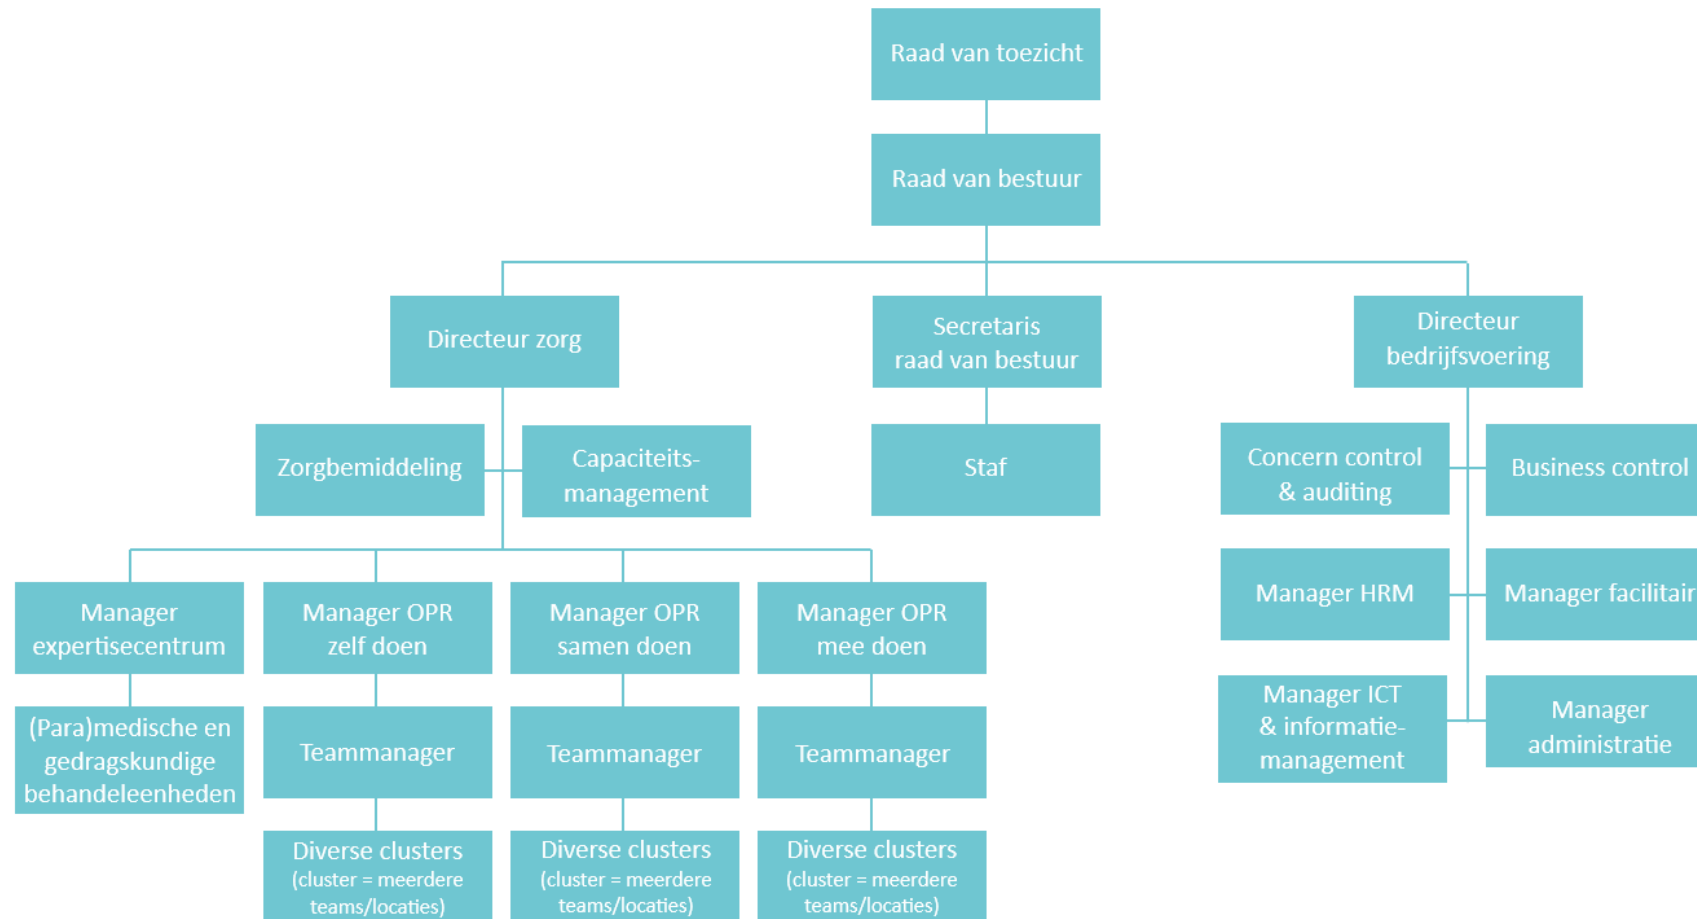 Raad van toezicht
Raad van bestuur
Directeur zorg
Secretaris
raad van bestuur
Directeur
bedrijfsvoering
Zorgbemiddeling
Capaciteits-
management
Staf
Concern control
& auditing
Business control
Manager HRM
Manager facilitair
Manager ICT
& informatie-
management
Manager
administratie
Manager
expertisecentrum
Manager OPR
zelf doen
Manager OPR
samen doen
Manager OPR
mee doen
(Para)medische en
gedragskundige
behandeleenheden
Teammanager
Teammanager
Teammanager
Diverse clusters
(cluster = meerdere
teams/locaties)
Diverse clusters
(cluster = meerdere
teams/locaties)
Diverse clusters
(cluster = meerdere
teams/locaties)